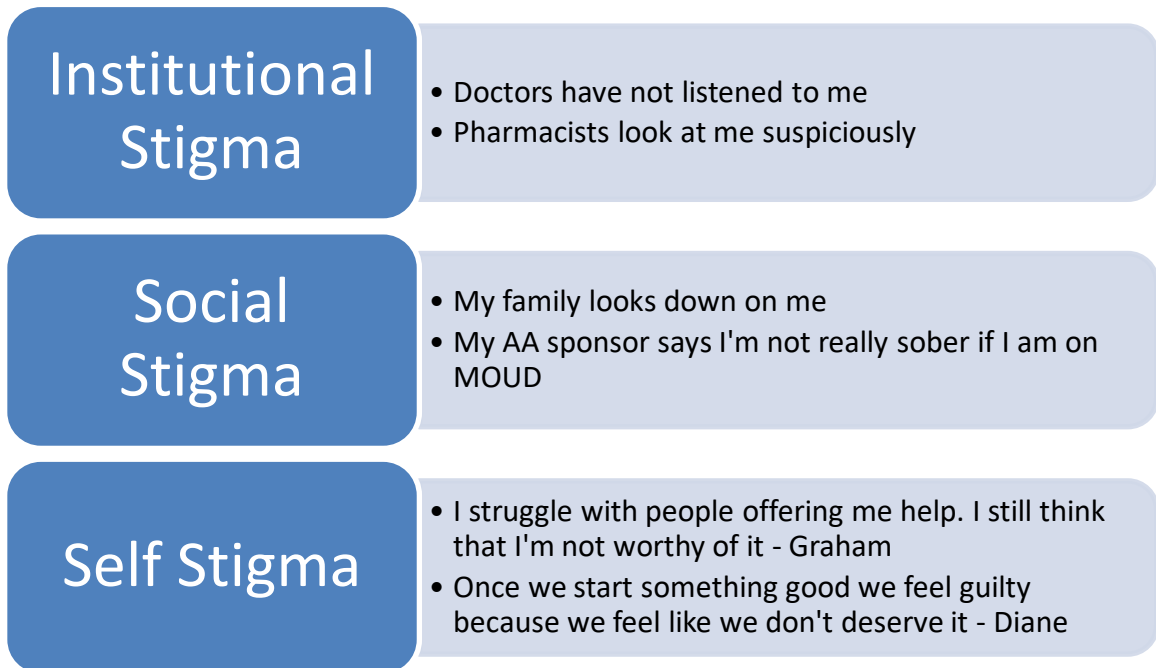 Institutional
Stigma
• Doctors have not listened to me
• Pharmacists look at me suspiciously
Social
Stigma
• My family looks down on me
• My AA sponsor says I'm not really sober if I am on
MOUD
Self Stigma
• I struggle with people offering me help. I still think
that I'm not worthy of it - Graham
• Once we start something good we feel guilty
because we feel like we don't deserve it - Diane